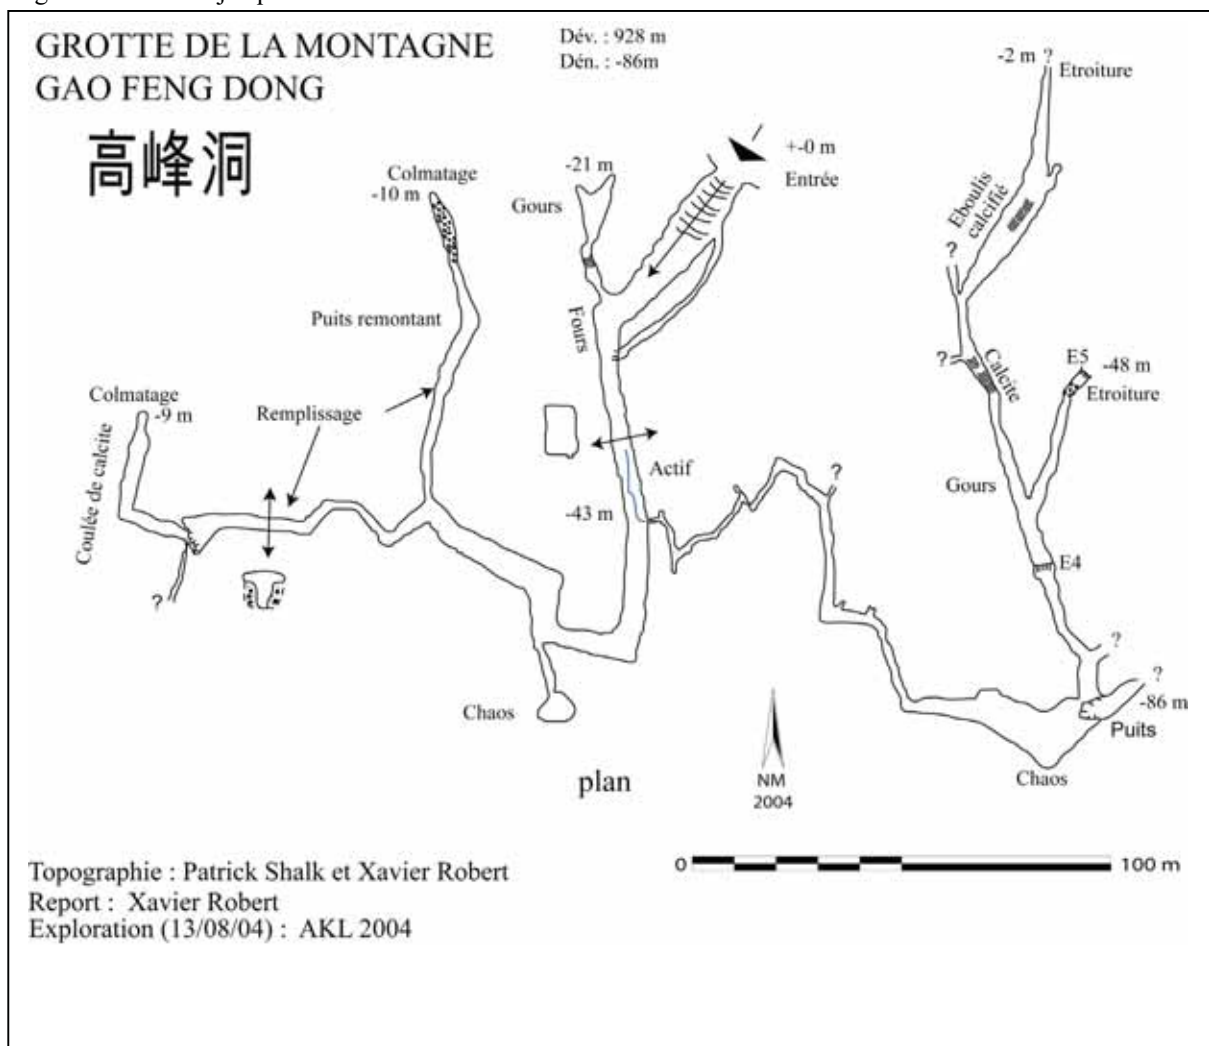 GROTTE DE LA MONTAGNE
GAO FENG DONG
高峰洞
Dév. : 928 m
Dén. : -86m
-2 m ?
Etroiture
+-0 m
Entrée
-21 m
Gours
Colmatage
-10 m
Eboulis
calcifié
?
Puits remontant
Fours
?
Calcite
E5
-48 m
Etroiture
Colmatage
-9 m
Remplissage
Coulée de calcite
Actif
?
Gours
-43 m
E4
?
?
?
-86 m
Puits
Chaos
Chaos
plan
NM
2004
0
100 m
Topographie : Patrick Shalk et Xavier Robert
Report : Xavier Robert
Exploration (13/08/04) : AKL 2004